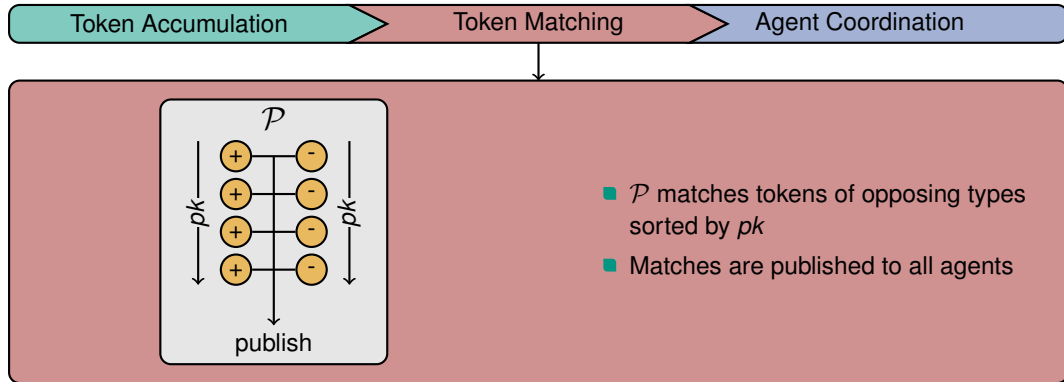 Token Accumulation Token Matching Agent Coordination
𝒫
+ -
+ -
pk pk
+ -
+ -
publish
𝒫 matches tokens of opposing types
sorted by pk
Matches are published to all agents